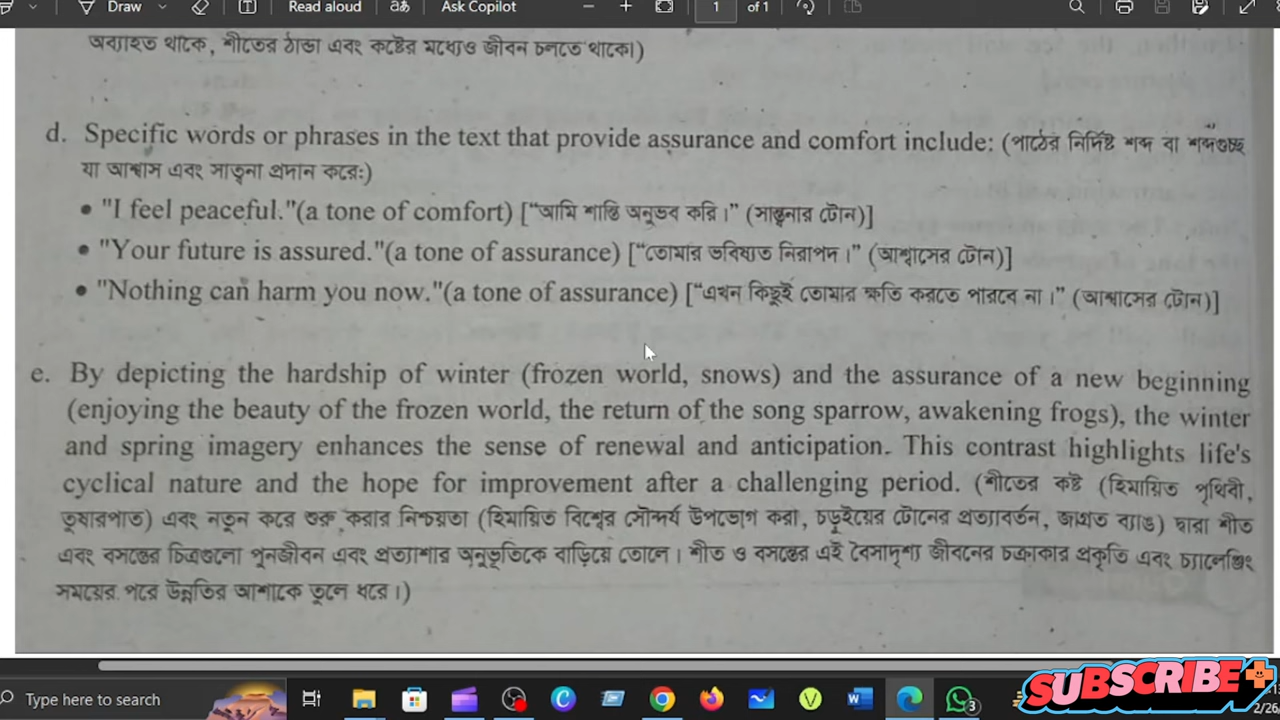 Draw
Read aloud
Ask Copilot
1 of 1
অব্যাহত থাকে, শীতের ঠান্ডা এবং কষ্টের মধ্যেও জীবন চলতে থাকে।)
d. Specific words or phrases in the text that provide assurance and comfort include: (পাঠের নির্দিষ্ট শব্দ বা শব্দগুচ্ছ
যা আশ্বাস এবং সান্ত্বনা প্রদান করে:)
• "I feel peaceful."(a tone of comfort) [“আমি শান্তি অনুভব করি।” (সান্ত্বনার টোন)]
• "Your future is assured."(a tone of assurance) [“তোমার ভবিষ্যত নিরাপদ।” (আশ্বাসের টোন)]
• "Nothing can harm you now."(a tone of assurance) [“এখন কিছুই তোমার ক্ষতি করতে পারবে না।” (আশ্বাসের টোন)]
e. By depicting the hardship of winter (frozen world, snows) and the assurance of a new beginning
(enjoying the beauty of the frozen world, the return of the song sparrow, awakening frogs), the winter
and spring imagery enhances the sense of renewal and anticipation. This contrast highlights life's
cyclical nature and the hope for improvement after a challenging period. (শীতের কষ্ট (হিমায়িত পৃথিবী,
তুষারপাত) এবং নতুন করে শুরু করার নিশ্চয়তা (হিমায়িত বিশ্বের সৌন্দর্য উপভোগ করা, চড়ুইয়ের টোনের প্রত্যাবর্তন, জাগ্রত ব্যাঙ) দ্বারা শীত
এবং বসন্তের চিত্রগুলো পুনর্জীবন এবং প্রত্যাশার অনুভূতিকে বাড়িয়ে তোলে। শীত ও বসন্তের এই বৈসাদৃশ্য জীবনের চক্রাকার প্রকৃতি এবং চ্যালেঞ্জিং
সময়ের পরে উন্নতির আশাকে তুলে ধরে।)
Type here to search
3
SUBSCRIBE
2/26